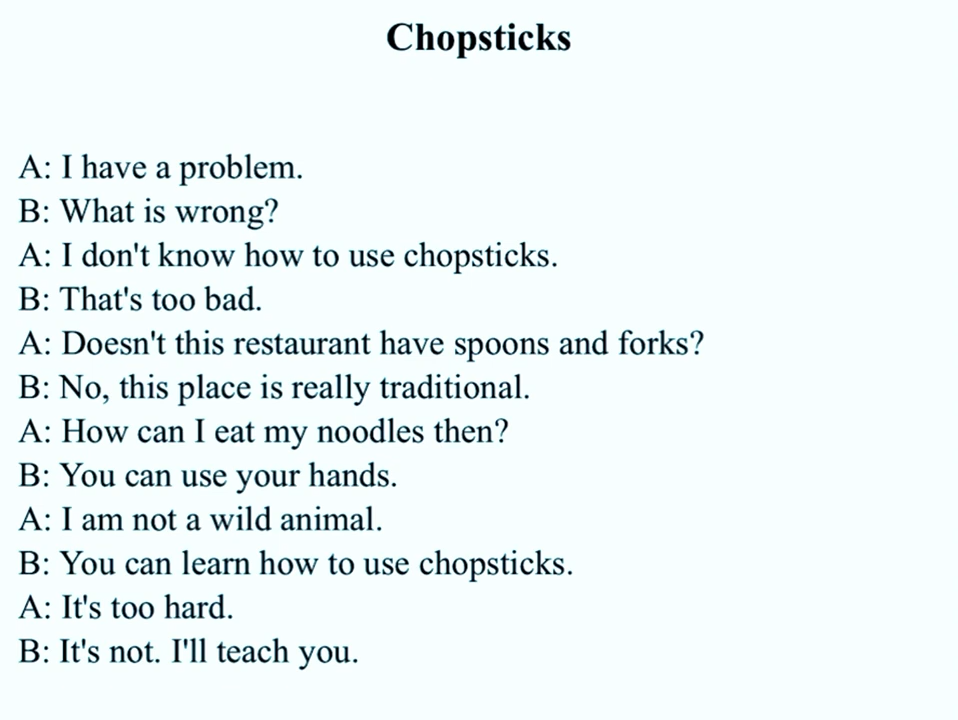 Chopsticks
A: I have a problem.
B: What is wrong?
A: I don't know how to use chopsticks.
B: That's too bad.
A: Doesn't this restaurant have spoons and forks?
B: No, this place is really traditional.
A: How can I eat my noodles then?
B: You can use your hands.
A: I am not a wild animal.
B: You can learn how to use chopsticks.
A: It's too hard.
B: It's not. I'll teach you.